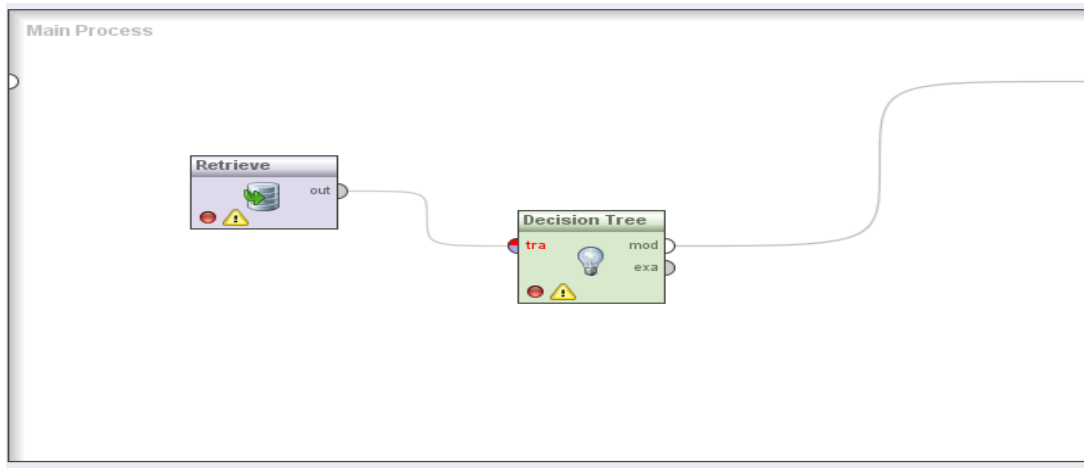 Main Process
Retrieve
out
Decision Tree
tra
mod
exa